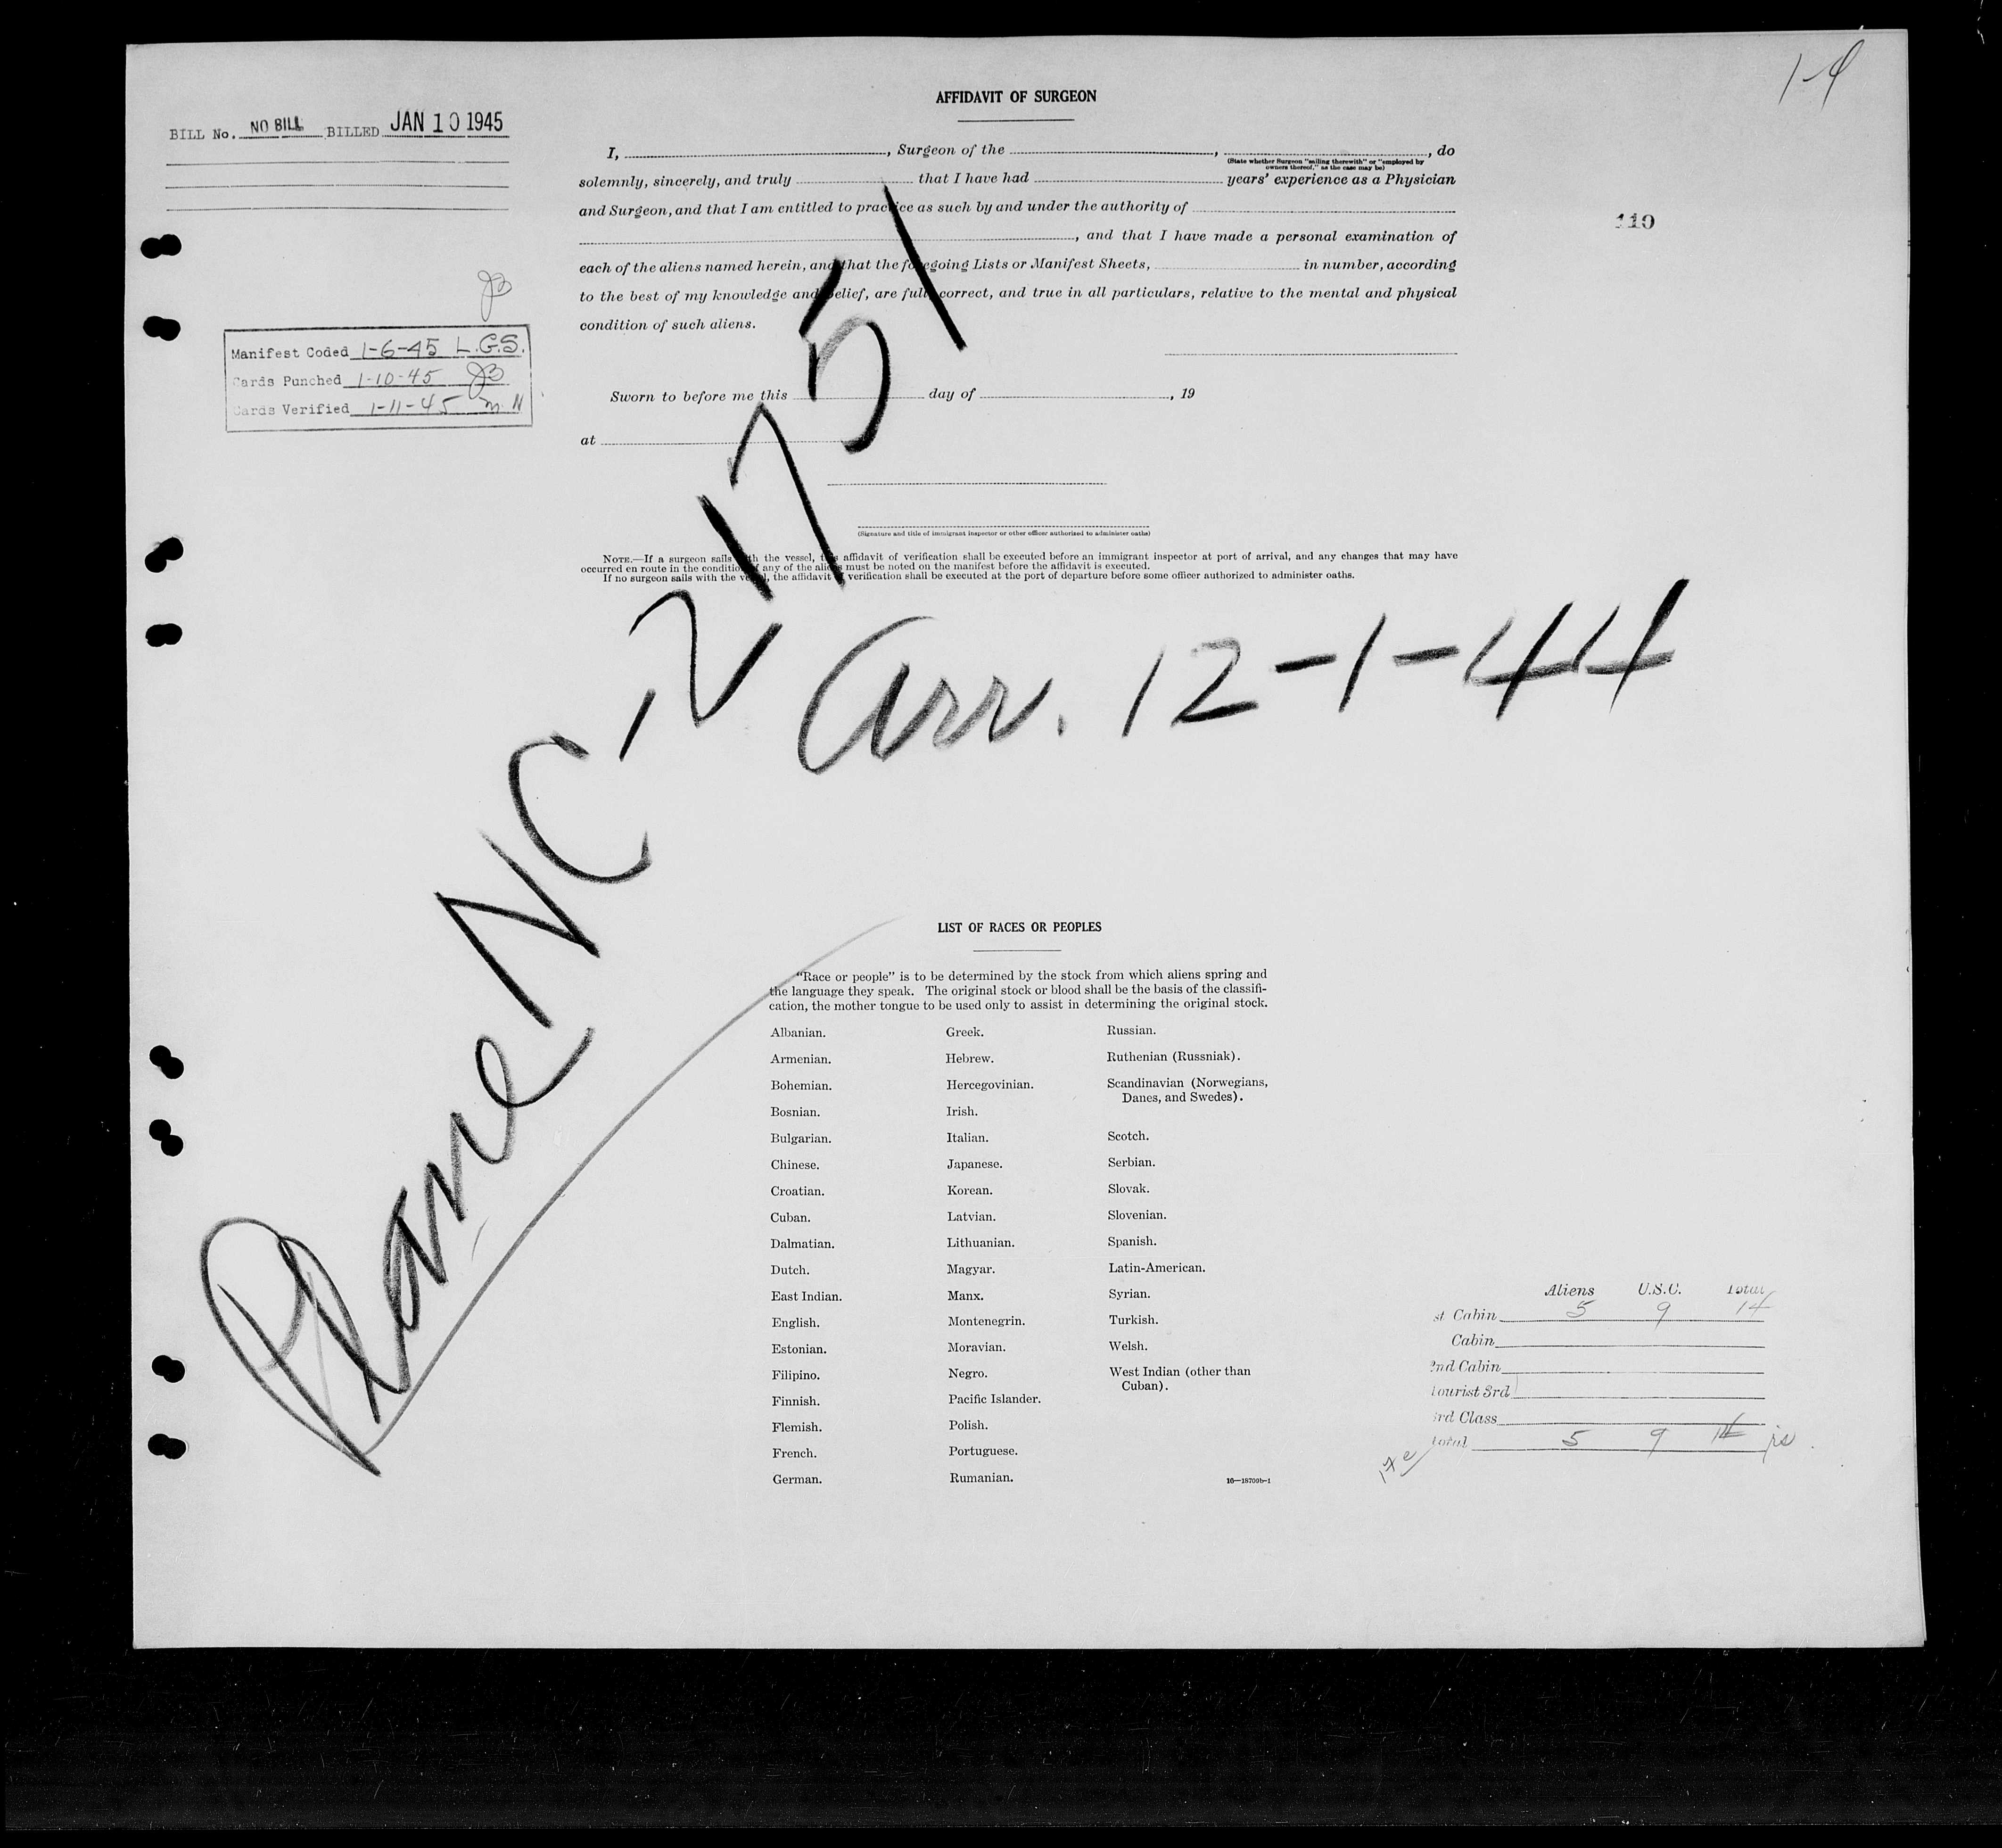 1-9
AFFIDAVIT OF SURGEON
BILL No. NO BILL BILLED JAN 10 1945
I, , Surgeon of the , , do
(State whether Surgeon "sailing therewith" or "employed by
owners thereof," as the case may be)
solemnly, sincerely, and truly that I have had years' experience as a Physician
and Surgeon, and that I am entitled to practice as such by and under the authority of
, and that I have made a personal examination of
each of the aliens named herein, and that the foregoing Lists or Manifest Sheets, in number, according
to the best of my knowledge and belief, are full, correct, and true in all particulars, relative to the mental and physical
condition of such aliens.
110
Manifest Coded 1-6-45 L.G.S.
Cards Punched 1-10-45
Cards Verified 1-11-45
Sworn to before me this day of , 19
at
(Signature and title of immigrant inspector or other officer authorized to administer oaths)
NOTE.—If a surgeon sails with the vessel, this affidavit of verification shall be executed before an immigrant inspector at port of arrival, and any changes that may have
occurred en route in the condition of any of the aliens must be noted on the manifest before the affidavit is executed.
If no surgeon sails with the vessel, the affidavit of verification shall be executed at the port of departure before some officer authorized to administer oaths.
Plane NC-21751
Arr. 12-1-44
LIST OF RACES OR PEOPLES
"Race or people" is to be determined by the stock from which aliens spring and
the language they speak. The original stock or blood shall be the basis of the classifi-
cation, the mother tongue to be used only to assist in determining the original stock.
Albanian.
Armenian.
Bohemian.
Bosnian.
Bulgarian.
Chinese.
Croatian.
Cuban.
Dalmatian.
Dutch.
East Indian.
English.
Estonian.
Filipino.
Finnish.
Flemish.
French.
German.
Greek.
Hebrew.
Hercegovinian.
Irish.
Italian.
Japanese.
Korean.
Latvian.
Lithuanian.
Magyar.
Manx.
Montenegrin.
Moravian.
Negro.
Pacific Islander.
Polish.
Portuguese.
Rumanian.
Russian.
Ruthenian (Russniak).
Scandinavian (Norwegians,
Danes, and Swedes).
Scotch.
Serbian.
Slovak.
Slovenian.
Spanish.
Latin-American.
Syrian.
Turkish.
Welsh.
West Indian (other than
Cuban).
16—18709b-1
Aliens U.S.C. Total
st Cabin 5 9 14
Cabin
2nd Cabin
Tourist 3rd
3rd Class
Total 5 9 14